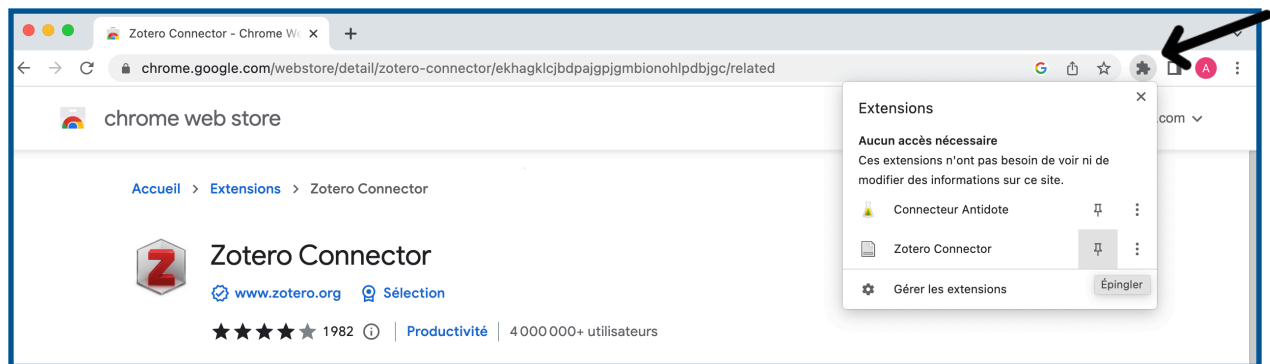 Zotero Connector - Chrome We
chrome.google.com/webstore/detail/zotero-connector/ekhagklcjbdpajgpjgmbionohlpdbjgc/related
G
A
chrome web store
.com
Extensions
Aucun accès nécessaire
Ces extensions n'ont pas besoin de voir ni de
modifier des informations sur ce site.
Connecteur Antidote
Zotero Connector
Épingler
Gérer les extensions
Accueil > Extensions > Zotero Connector
Z
Zotero Connector
www.zotero.org Sélection
1982 Productivité 4 000 000+ utilisateurs